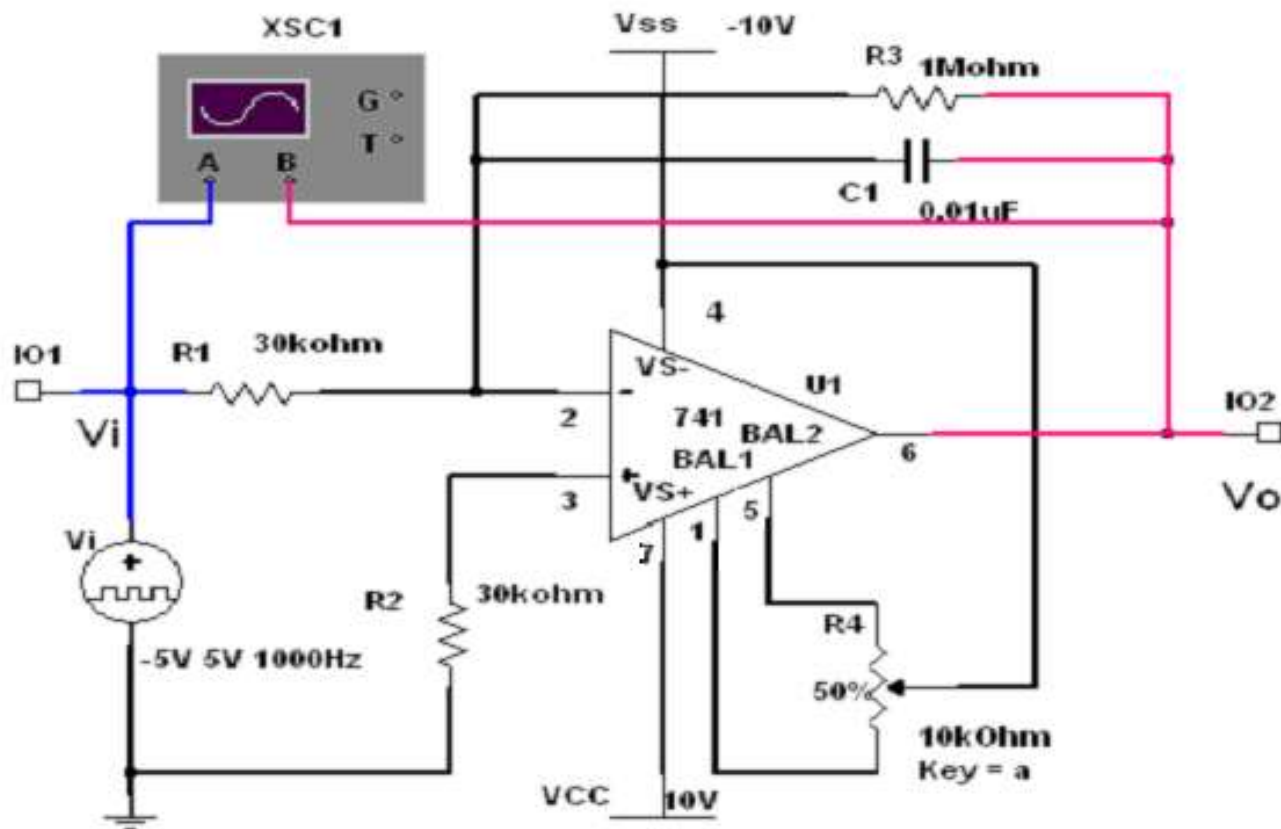 XSC1
G
T
A B
Vss -10V
R3
1Mohm
C1
0.01uF
IO1
R1 30kohm
Vi
4
VS-
U1
-
2
741
BAL2
BAL1
+
VS+
3
6
IO2
Vo
7
1
5
Vi
+
-5V 5V 1000Hz
R2
30kohm
R4
50%
10kOhm
Key = a
VCC 10V